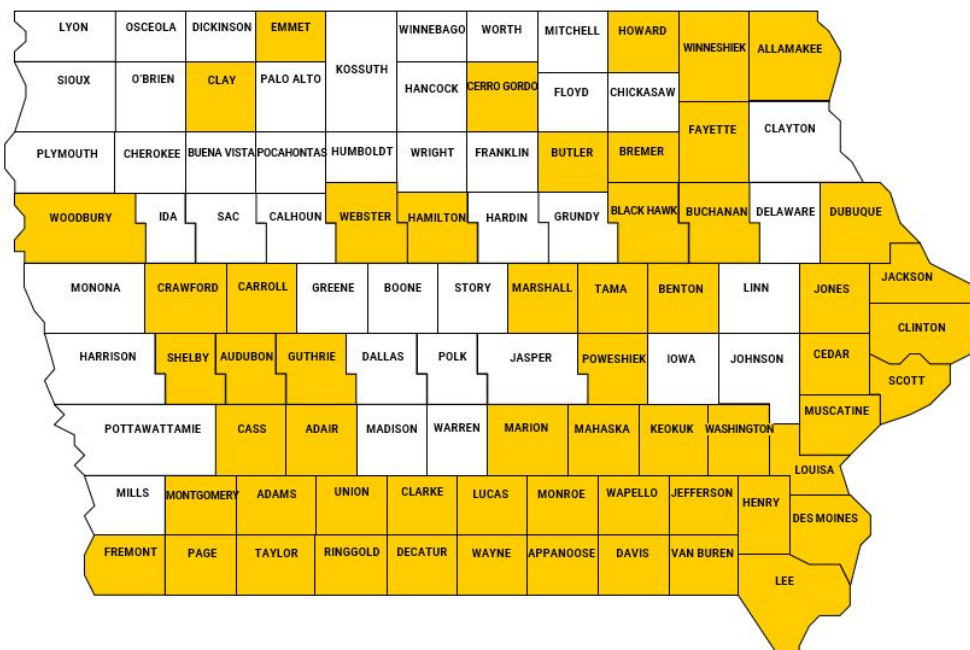 LYON
OSCEOLA
DICKINSON
EMMET
WINNEBAGO
WORTH
MITCHELL
HOWARD
WINNESHIEK
ALLAMAKEE
KOSSUTH
SIOUX
O'BRIEN
CLAY
PALO ALTO
HANCOCK
CERRO GORDO
FLOYD
CHICKASAW
FAYETTE
CLAYTON
PLYMOUTH
CHEROKEE
BUENA VISTA
POCAHONTAS
HUMBOLDT
WRIGHT
FRANKLIN
BUTLER
BREMER
WOODBURY
IDA
SAC
CALHOUN
WEBSTER
HAMILTON
HARDIN
GRUNDY
BLACK HAWK
BUCHANAN
DELAWARE
DUBUQUE
MONONA
CRAWFORD
CARROLL
GREENE
BOONE
STORY
MARSHALL
TAMA
BENTON
LINN
JONES
JACKSON
CLINTON
HARRISON
SHELBY
AUDUBON
GUTHRIE
DALLAS
POLK
JASPER
POWESHIEK
IOWA
JOHNSON
CEDAR
SCOTT
MUSCATINE
POTTAWATTAMIE
CASS
ADAIR
MADISON
WARREN
MARION
MAHASKA
KEOKUK
WASHINGTON
LOUISA
MILLS
MONTGOMERY
ADAMS
UNION
CLARKE
LUCAS
MONROE
WAPELLO
JEFFERSON
HENRY
DES MOINES
FREMONT
PAGE
TAYLOR
RINGGOLD
DECATUR
WAYNE
APPANOOSE
DAVIS
VAN BUREN
LEE